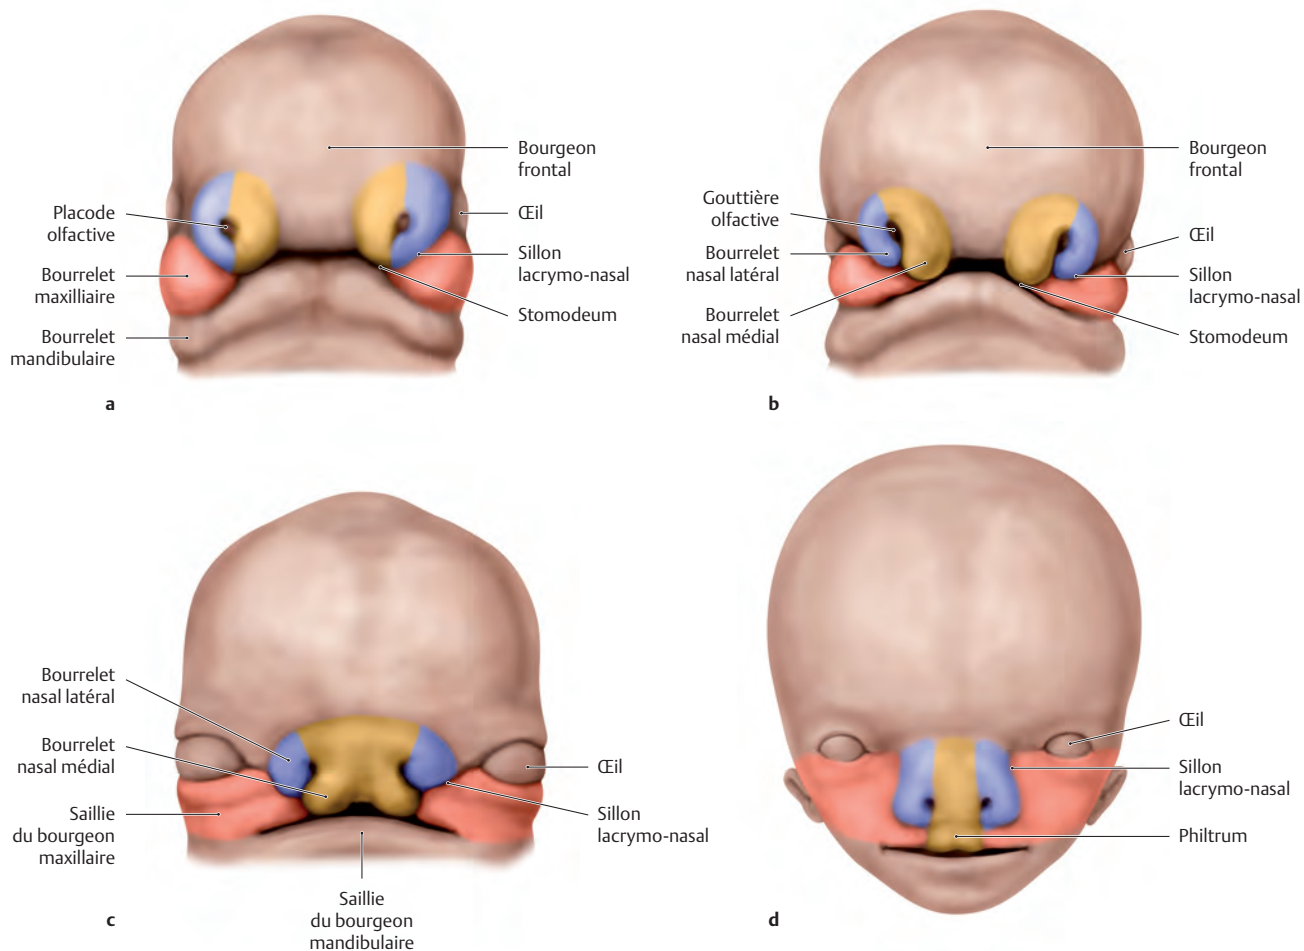 Placode
olfactive
Bourrelet
maxilliaire
Bourrelet
mandibulaire
Bourgeon
frontal
Œil
Sillon
lacrymo-nasal
Stomodeum
a
Gouttière
olfactive
Bourrelet
nasal latéral
Bourrelet
nasal médial
Bourgeon
frontal
Œil
Sillon
lacrymo-nasal
Stomodeum
b
Bourrelet
nasal latéral
Bourrelet
nasal médial
Saillie
du bourgeon
maxillaire
Œil
Sillon
lacrymo-nasal
Saillie
du bourgeon
mandibulaire
c
Œil
Sillon
lacrymo-nasal
Philtrum
d